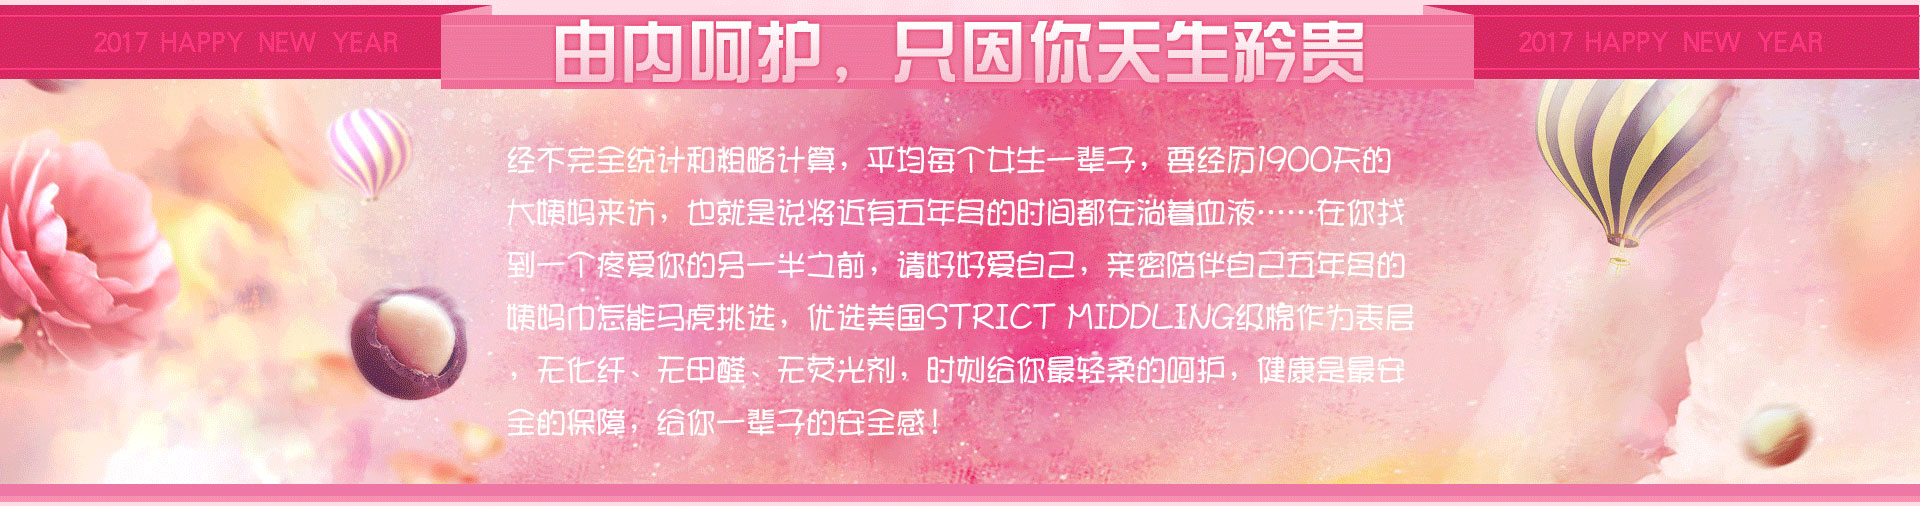 2017 HAPPY NEW YEAR
由内呵护，只因你天生矜贵
2017 HAPPY NEW YEAR
经不完全统计和粗略计算，平均每个女生一辈子，要经历1900天的
大姨妈来访，也就是说将近有五年多的时间都在淌着血液……在你找
到一个疼爱你的另一半之前，请好好爱自己，亲密陪伴自己五年多的
姨妈巾怎能马虎挑选，优选美国STRICT MIDDLING级棉作为表层
，无化纤、无甲醛、无荧光剂，时刻给你最轻柔的呵护，健康是最安
全的保障，给你一辈子的安全感！